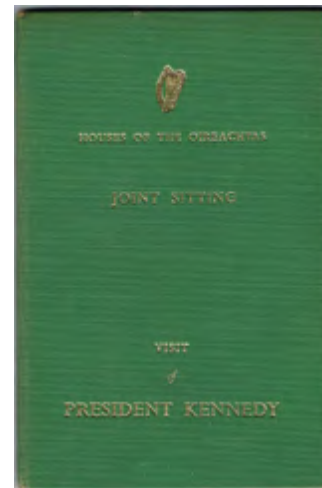 HOUSES OF THE OIREACHTAS
JOINT SITTING
VISIT
of
PRESIDENT KENNEDY